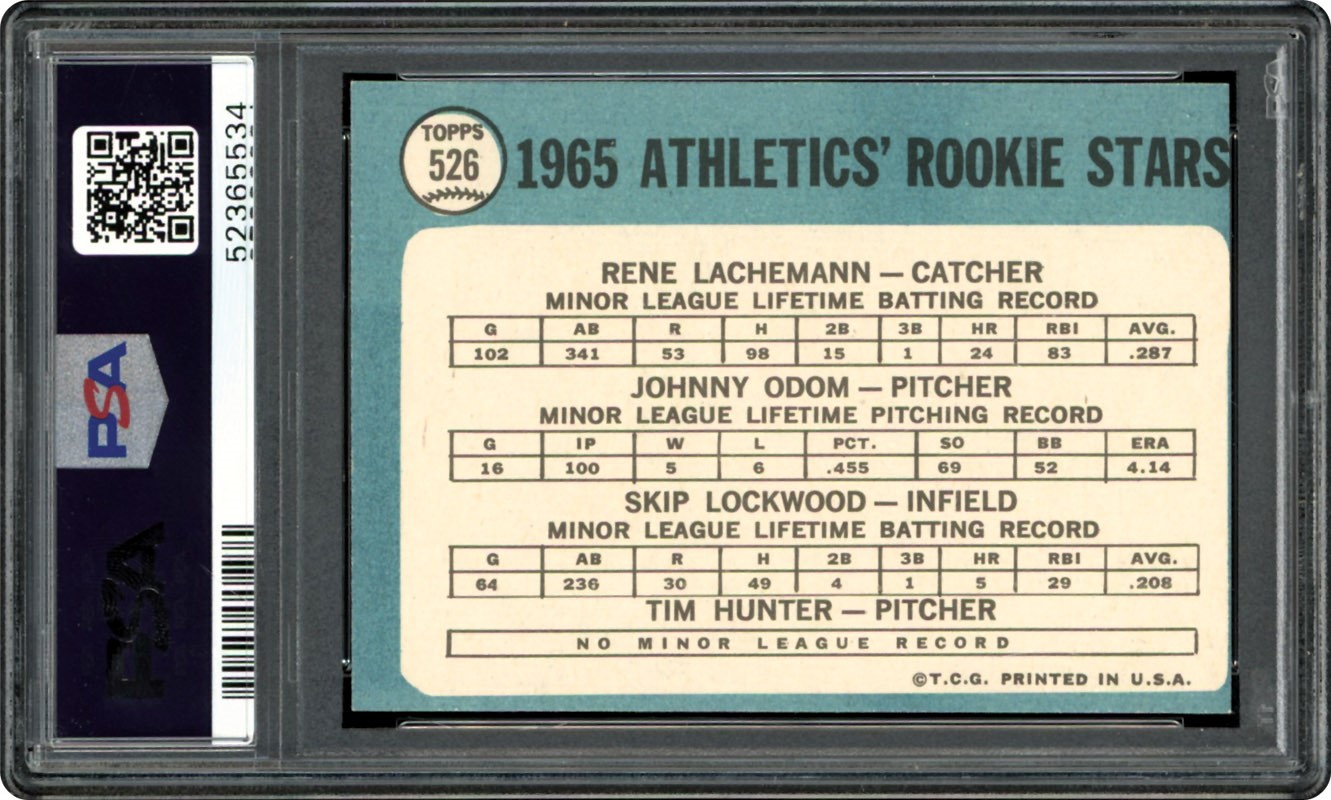 TOPPS
526
1965 ATHLETICS' ROOKIE STARS
RENE LACHEMANN — CATCHER
MINOR LEAGUE LIFETIME BATTING RECORD
G AB R H 2B 3B HR RBI AVG.
102 341 53 98 15 1 24 83 .287
JOHNNY ODOM — PITCHER
MINOR LEAGUE LIFETIME PITCHING RECORD
G IP W L PCT. SO BB ERA
16 100 5 6 .455 69 52 4.14
SKIP LOCKWOOD — INFIELD
MINOR LEAGUE LIFETIME BATTING RECORD
G AB R H 2B 3B HR RBI AVG.
64 236 30 49 4 1 5 29 .208
TIM HUNTER — PITCHER
NO MINOR LEAGUE RECORD
©T.C.G. PRINTED IN U.S.A.
52365534
PSA
PSA